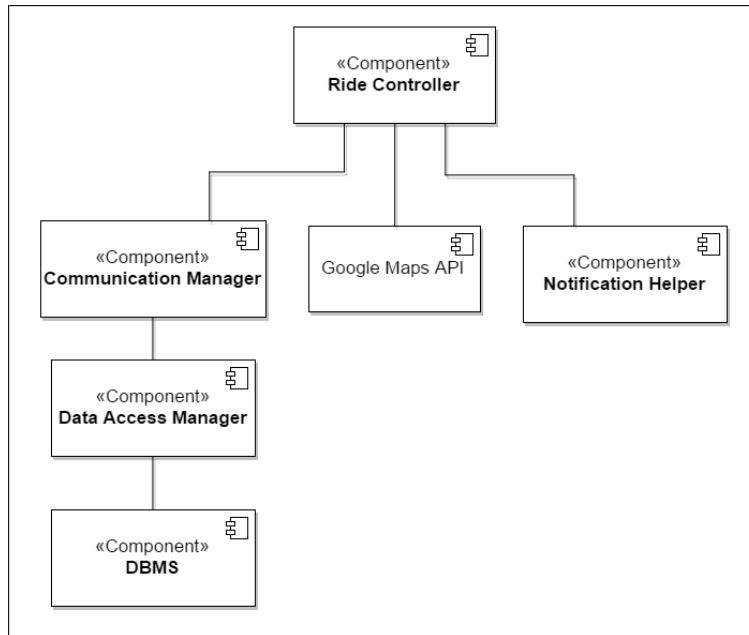 «Component»
Ride Controller
«Component»
Communication Manager
Google Maps API
«Component»
Notification Helper
«Component»
Data Access Manager
«Component»
DBMS